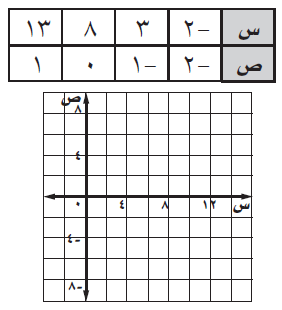 س -٢ ٣ ٨ ١٣
ص -٢ -١ ٠ ١
ص
٨
٤
٠ ٤ ٨ ١٢ س
-٤
-٨